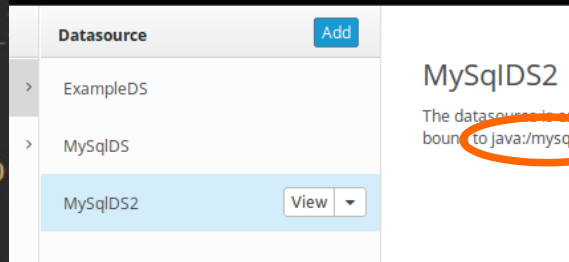 Datasource
Add
ExampleDS
MySqlDS
MySqlDS2
View
MySqlDS2
The datasource is
bound to java:/mysq